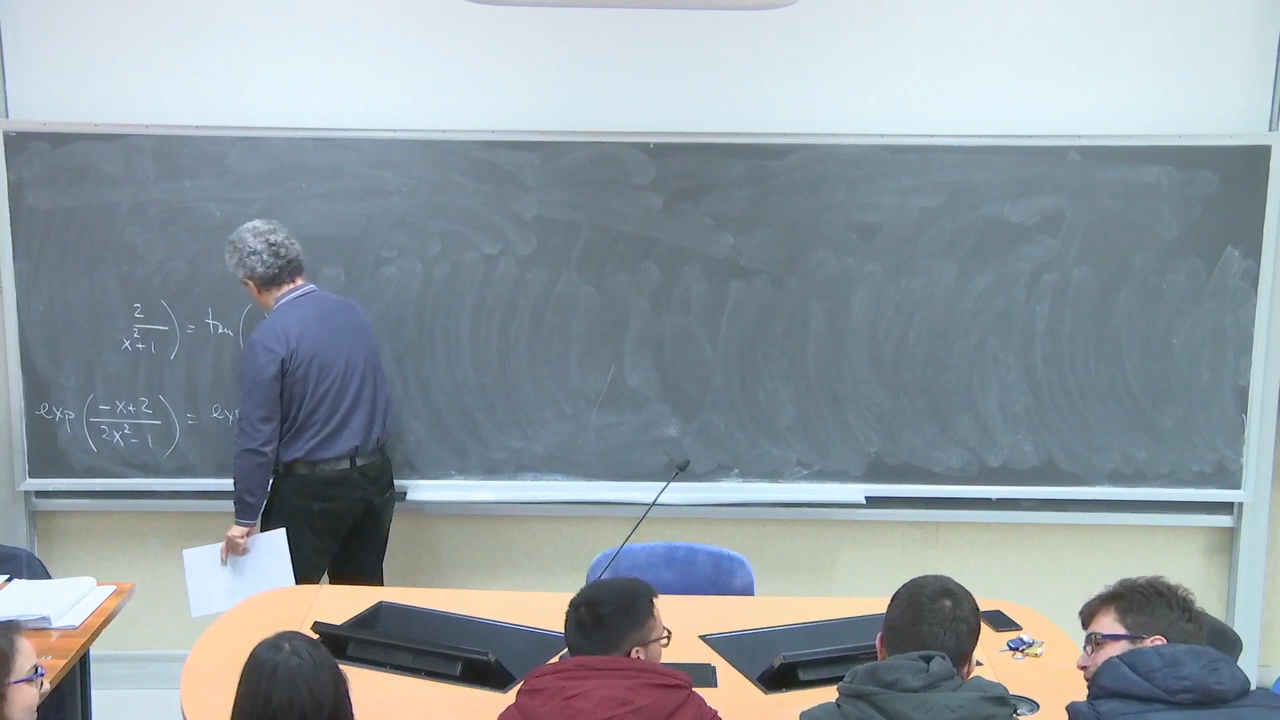 2/(x²+1)) = tan(
exp((-x+2)/(2x²-1)) = exp